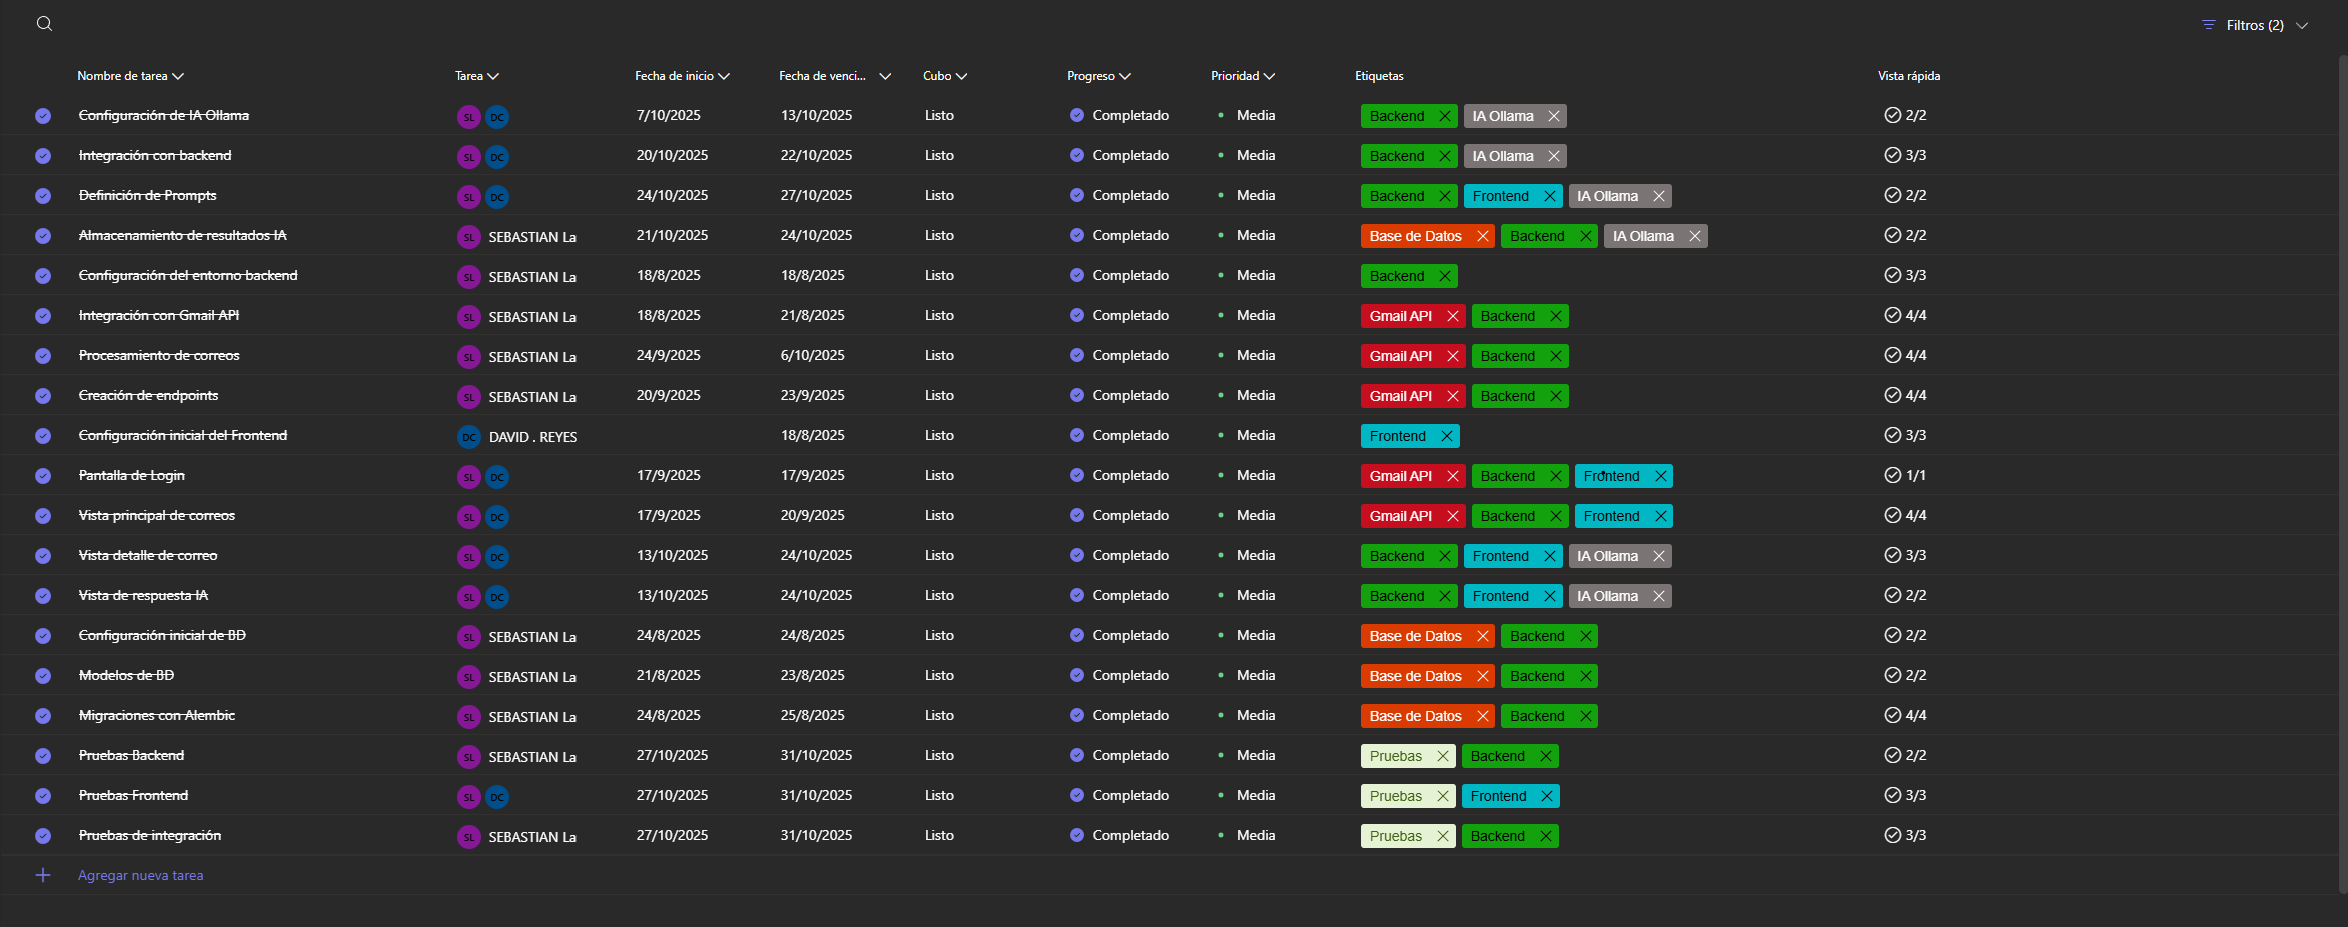 Filtros (2)
Nombre de tarea Tarea Fecha de inicio Fecha de venci... Cubo Progreso Prioridad Etiquetas Vista rápida
Configuración de IA Ollama SL DC 7/10/2025 13/10/2025 Listo Completado Media Backend IA Ollama 2/2
Integración con backend SL DC 20/10/2025 22/10/2025 Listo Completado Media Backend IA Ollama 3/3
Definición de Prompts SL DC 24/10/2025 27/10/2025 Listo Completado Media Backend Frontend IA Ollama 2/2
Almacenamiento de resultados IA SL SEBASTIAN La 21/10/2025 24/10/2025 Listo Completado Media Base de Datos Backend IA Ollama 2/2
Configuración del entorno backend SL SEBASTIAN La 18/8/2025 18/8/2025 Listo Completado Media Backend 3/3
Integración con Gmail API SL SEBASTIAN La 18/8/2025 21/8/2025 Listo Completado Media Gmail API Backend 4/4
Procesamiento de correos SL SEBASTIAN La 24/9/2025 6/10/2025 Listo Completado Media Gmail API Backend 4/4
Creación de endpoints SL SEBASTIAN La 20/9/2025 23/9/2025 Listo Completado Media Gmail API Backend 4/4
Configuración inicial del Frontend DC DAVID . REYES 18/8/2025 Listo Completado Media Frontend 3/3
Pantalla de Login SL DC 17/9/2025 17/9/2025 Listo Completado Media Gmail API Backend Frontend 1/1
Vista principal de correos SL DC 17/9/2025 20/9/2025 Listo Completado Media Gmail API Backend Frontend 4/4
Vista detalle de correo SL DC 13/10/2025 24/10/2025 Listo Completado Media Backend Frontend IA Ollama 3/3
Vista de respuesta IA SL DC 13/10/2025 24/10/2025 Listo Completado Media Backend Frontend IA Ollama 2/2
Configuración inicial de BD SL SEBASTIAN La 24/8/2025 24/8/2025 Listo Completado Media Base de Datos Backend 2/2
Modelos de BD SL SEBASTIAN La 21/8/2025 23/8/2025 Listo Completado Media Base de Datos Backend 2/2
Migraciones con Alembic SL SEBASTIAN La 24/8/2025 25/8/2025 Listo Completado Media Base de Datos Backend 4/4
Pruebas Backend SL SEBASTIAN La 27/10/2025 31/10/2025 Listo Completado Media Pruebas Backend 2/2
Pruebas Frontend SL DC 27/10/2025 31/10/2025 Listo Completado Media Pruebas Frontend 3/3
Pruebas de integración SL SEBASTIAN La 27/10/2025 31/10/2025 Listo Completado Media Pruebas Backend 3/3
Agregar nueva tarea